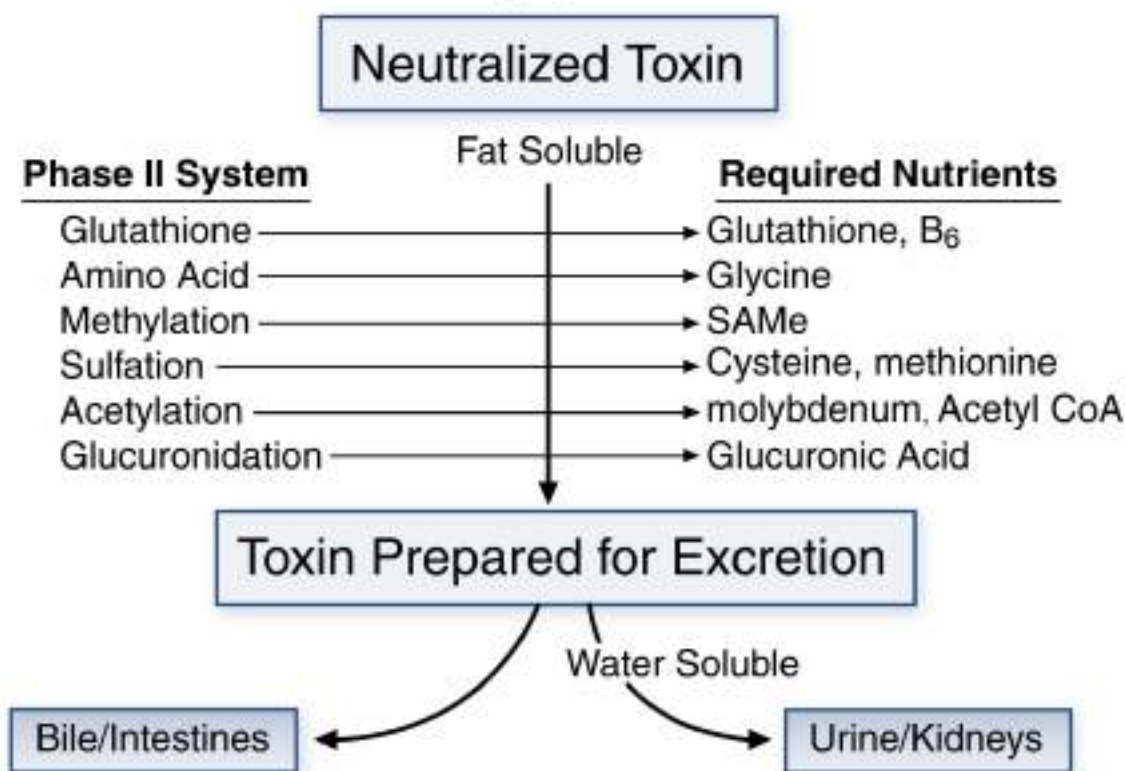 Neutralized Toxin
Fat Soluble
Phase II System
Required Nutrients
Glutathione
Glutathione, B6
Amino Acid
Glycine
Methylation
SAMe
Sulfation
Cysteine, methionine
Acetylation
molybdenum, Acetyl CoA
Glucuronidation
Glucuronic Acid
Toxin Prepared for Excretion
Water Soluble
Bile/Intestines
Urine/Kidneys